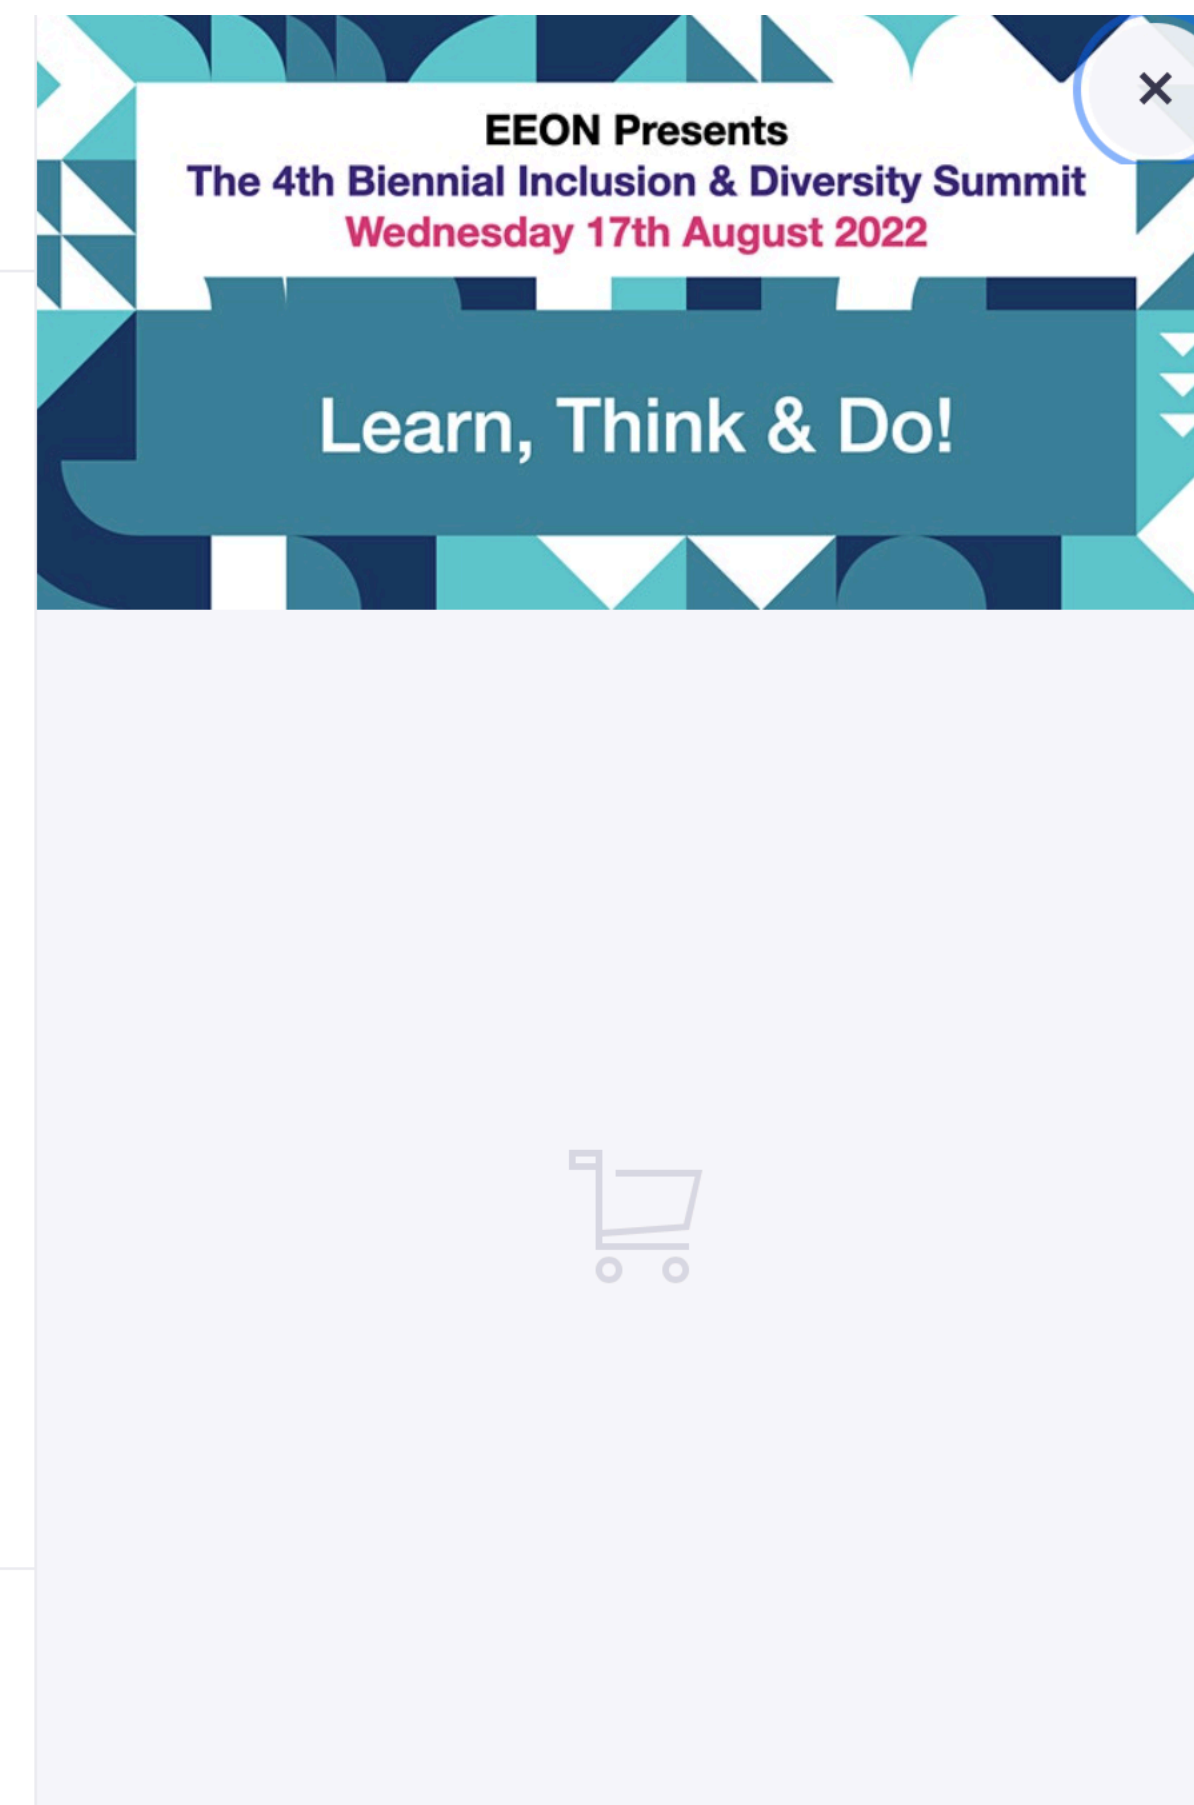 EEON Presents
The 4th Biennial Inclusion & Diversity Summit
Wednesday 17th August 2022
Learn, Think & Do!